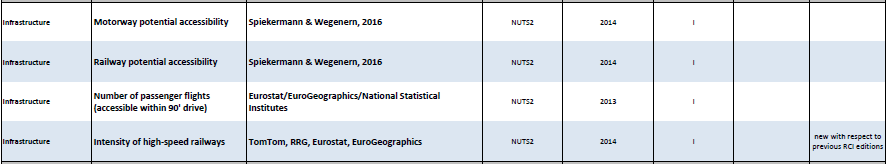 Infrastructure Motorway potential accessibility Spiekermann & Wegenern, 2016 NUTS2 2014 I
Infrastructure Railway potential accessibility Spiekermann & Wegenern, 2016 NUTS2 2014 I
Infrastructure Number of passenger flights (accessible within 90' drive) Eurostat/EuroGeographics/National Statistical Institutes NUTS2 2013 I
Infrastructure Intensity of high-speed railways TomTom, RRG, Eurostat, EuroGeographics NUTS2 2014 I new with respect to previous RCI editions